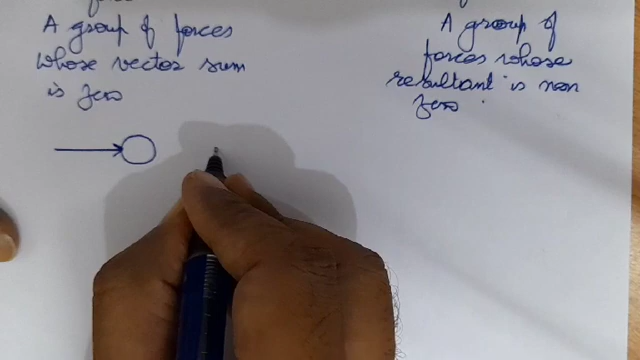 A group of forces
whose vector sum
is zero
A group of
forces whose
resultant is non
zero